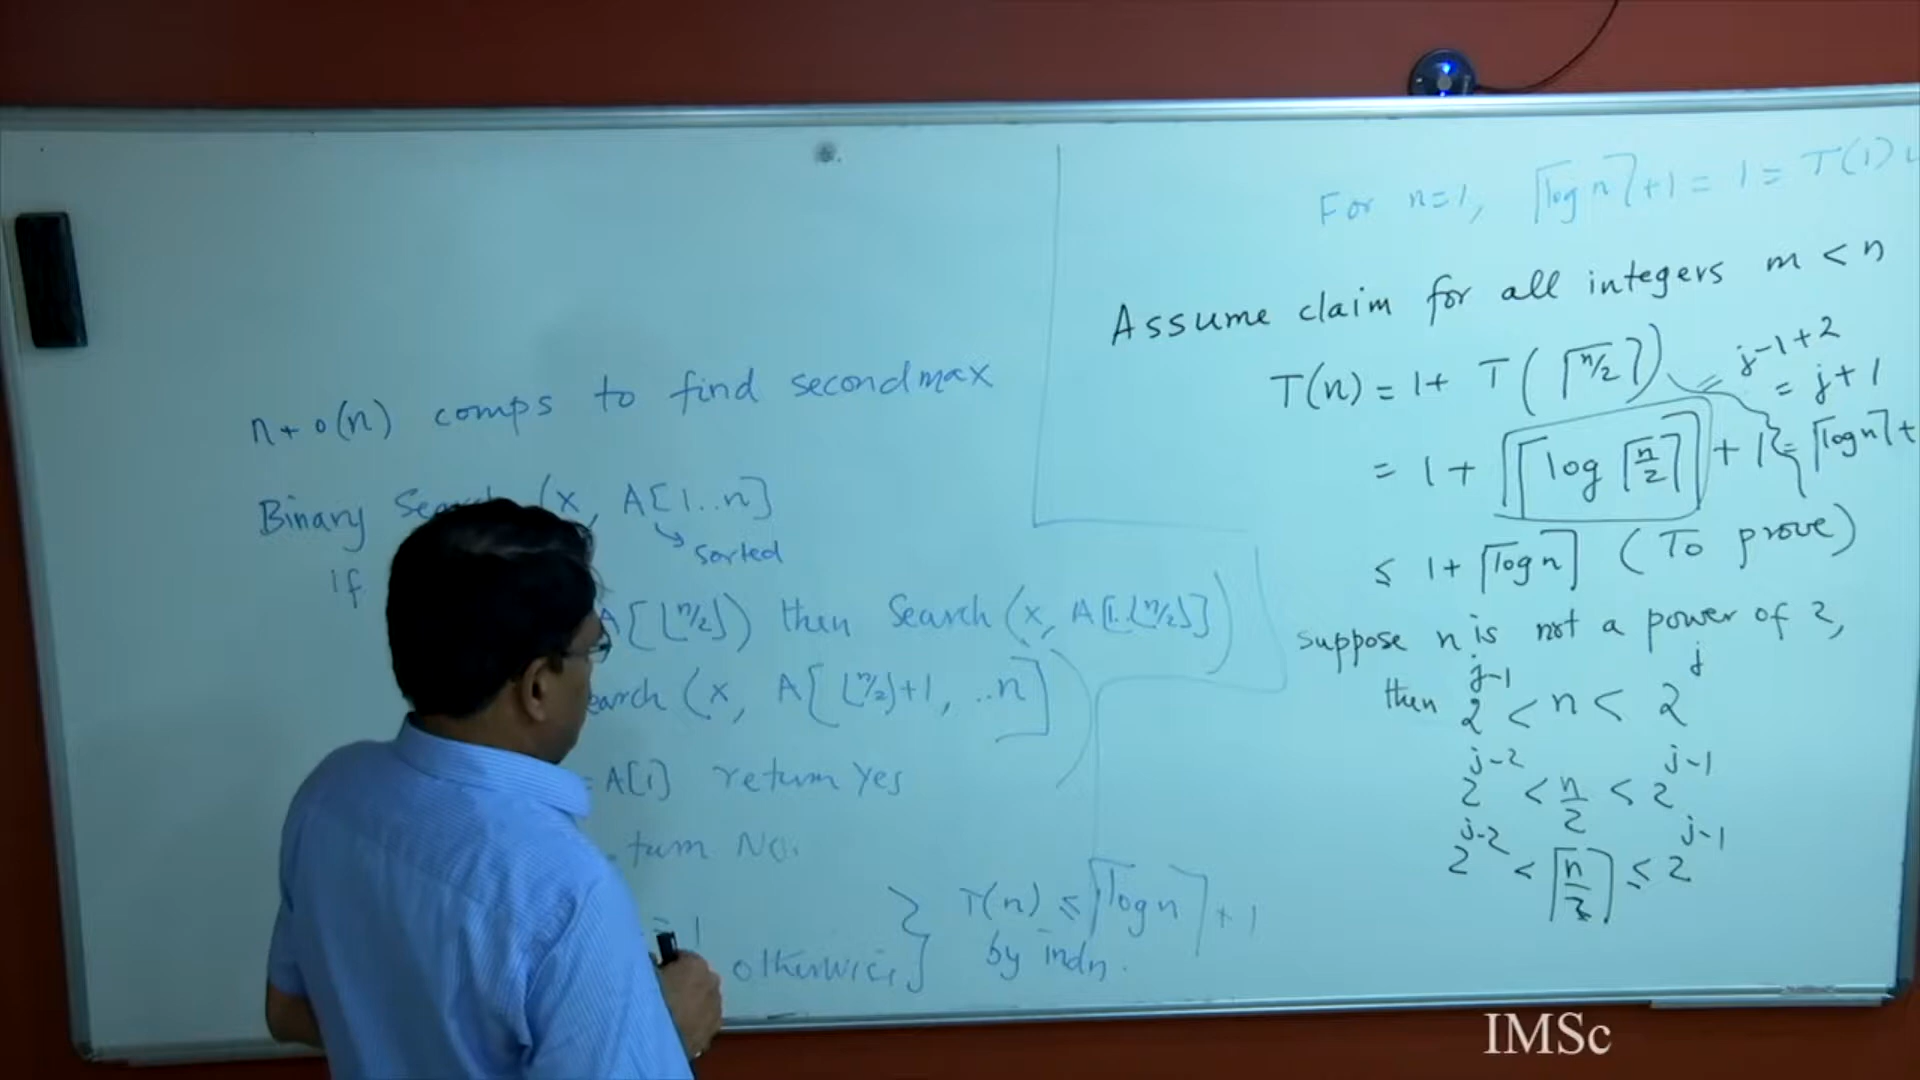 n + o(n) comps to find secondmax
Binary (x, A[1..n]
sorted
If A[⌊n/2⌋) then Search (x, A[1..⌊n/2⌋])
(x, A[⌊n/2⌋+1, ..n]
= A[1] return Yes
No.
= 1
otherwise } T(n) ≤ ⌈log n⌉ + 1
by indn.
For n=1, ⌈log n⌉ + 1 = 1 = T(1)
Assume claim for all integers m < n
T(n) = 1 + T(⌈n/2⌉) = j-1+2
= j+1
= 1 + ⌈log ⌈n/2⌉⌉ + 1 = ⌈log n⌉ +
≤ 1 + ⌈log n⌉ (To prove)
Suppose n is not a power of 2,
then 2^{j-1} < n < 2^j
2^{j-2} < n/2 < 2^{j-1}
2^{j-2} < ⌈n/2⌉ ≤ 2^{j-1}
IMSc